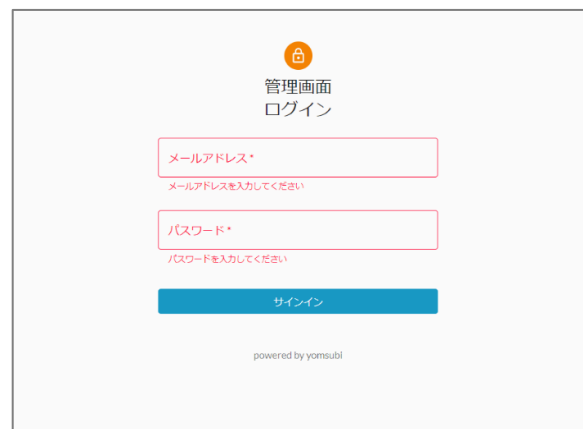 管理画面
ログイン
メールアドレス *
メールアドレスを入力してください
パスワード *
パスワードを入力してください
サインイン
powered by yomsubi